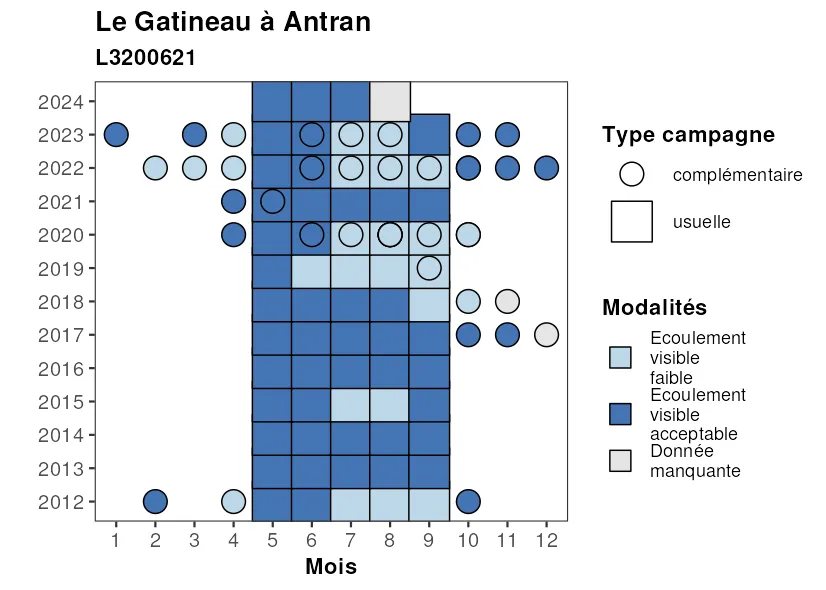 Le Gatineau à Antran
L3200621
2024
2023
2022
2021
2020
2019
2018
2017
2016
2015
2014
2013
2012
1 2 3 4 5 6 7 8 9 10 11 12
Mois
Type campagne
complémentaire
usuelle
Modalités
Ecoulement
visible
faible
Ecoulement
visible
acceptable
Donnée
manquante